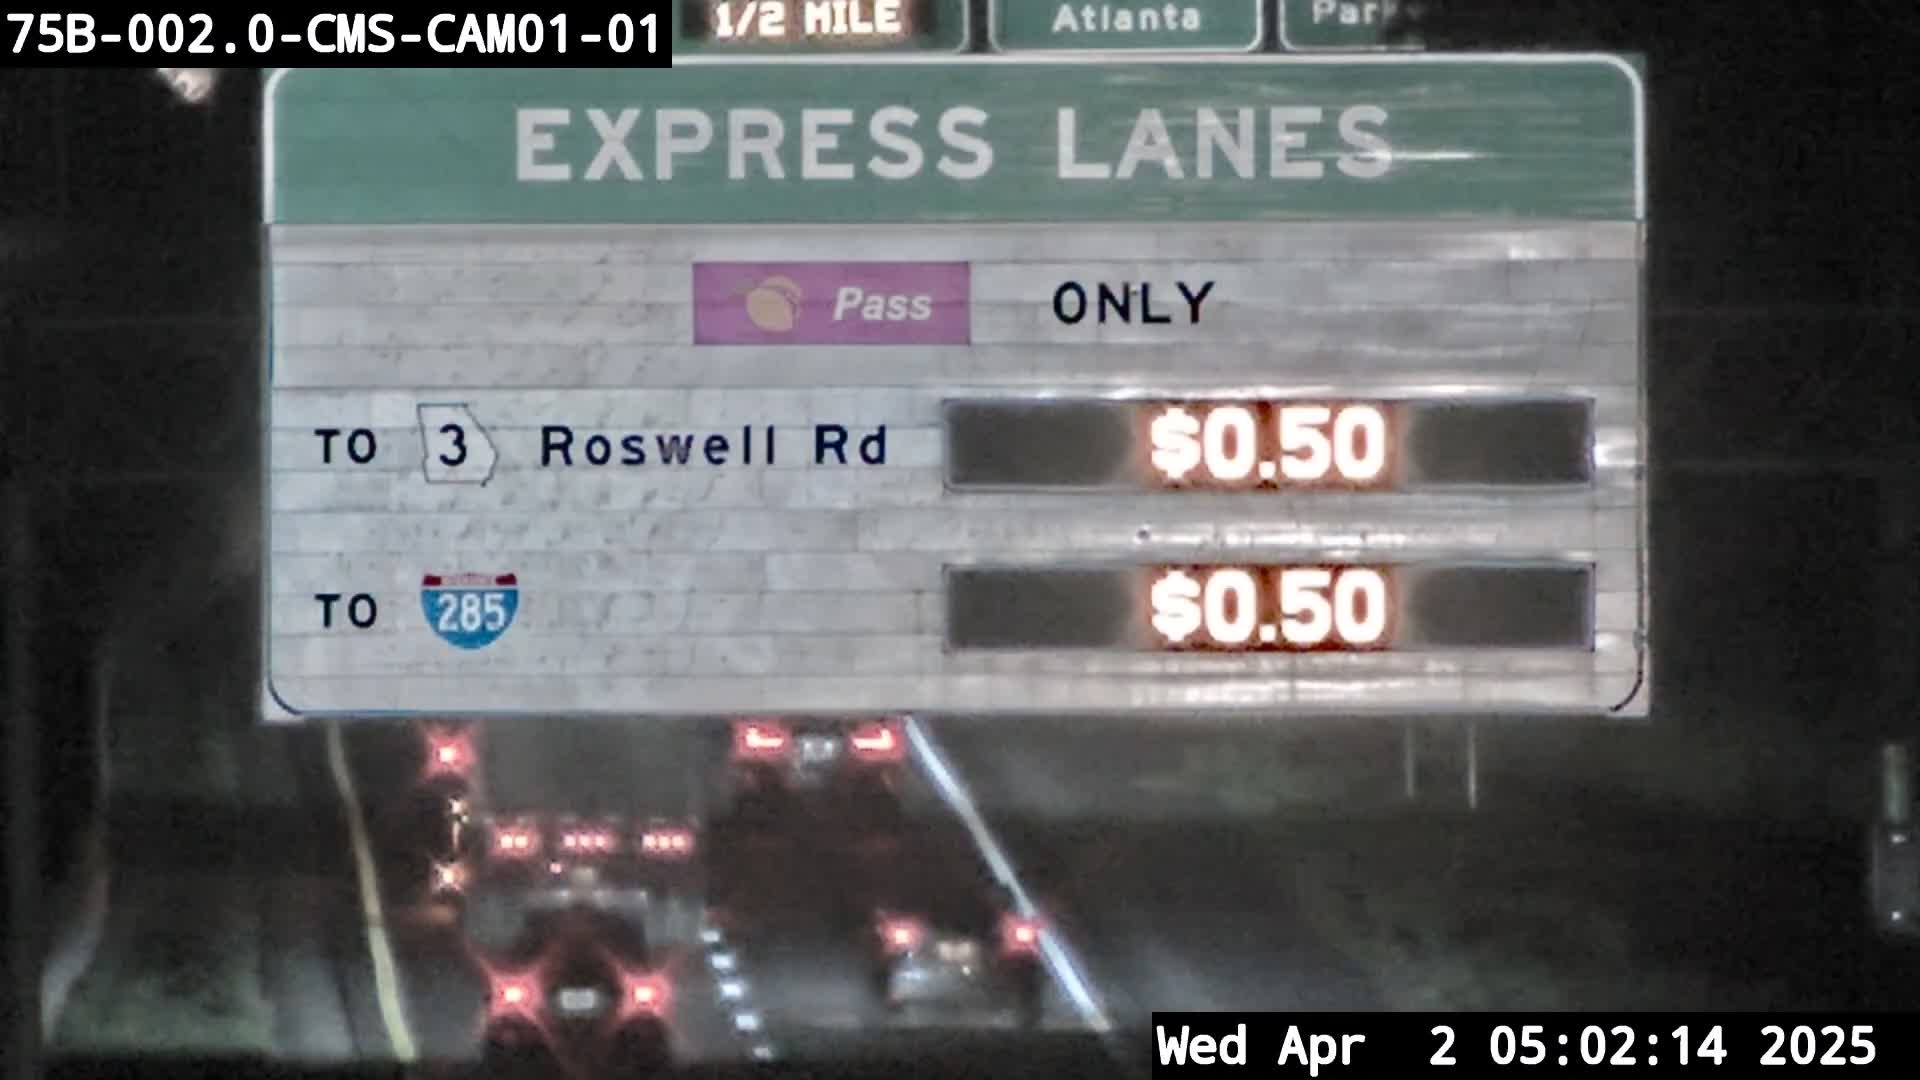 75B-002.0-CMS-CAM01-01
1/2 MILE
Atlanta
EXPRESS LANES
Pass ONLY
TO 3 Roswell Rd $0.50
TO 285 $0.50
Wed Apr 2 05:02:14 2025